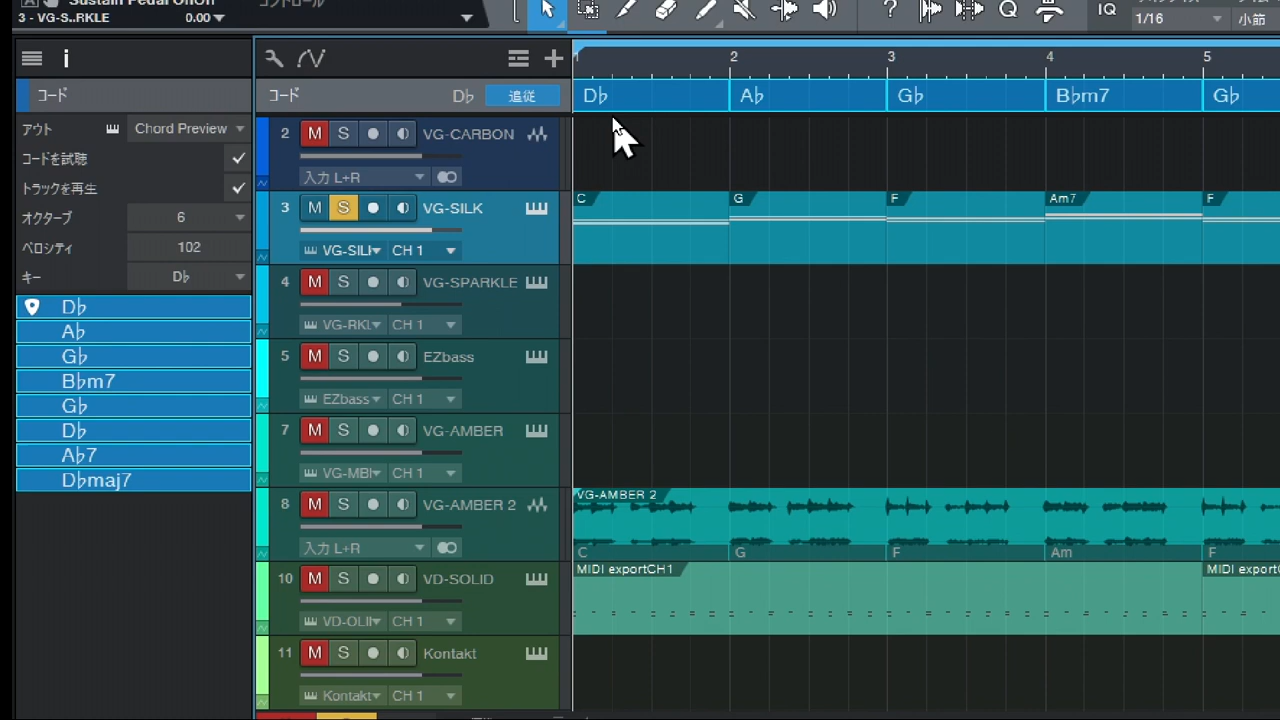 Sustain Pedal OnOff
コントロール
3 - VG-S..RKLE 0.00
IQ 1/16 小節
1 2 3 4 5
コード
コード D♭ 追従
D♭ A♭ G♭ B♭m7 G♭
アウト Chord Preview
コードを試聴
トラックを再生
オクターブ 6
ベロシティ 102
キー D♭
D♭
A♭
G♭
B♭m7
G♭
D♭
A♭7
D♭maj7
2 M S VG-CARBON
入力 L+R
3 M S VG-SILK
VG-SILI CH 1
C G F Am7 F
4 M S VG-SPARKLE
VG-RKL CH 1
5 M S EZbass
EZbass CH 1
7 M S VG-AMBER
VG-MBI CH 1
8 M S VG-AMBER 2
入力 L+R
VG-AMBER 2
C G F Am F
10 M S VD-SOLID
VD-OLII CH 1
MIDI exportCH1 MIDI exportC
11 M S Kontakt
Kontakt CH 1